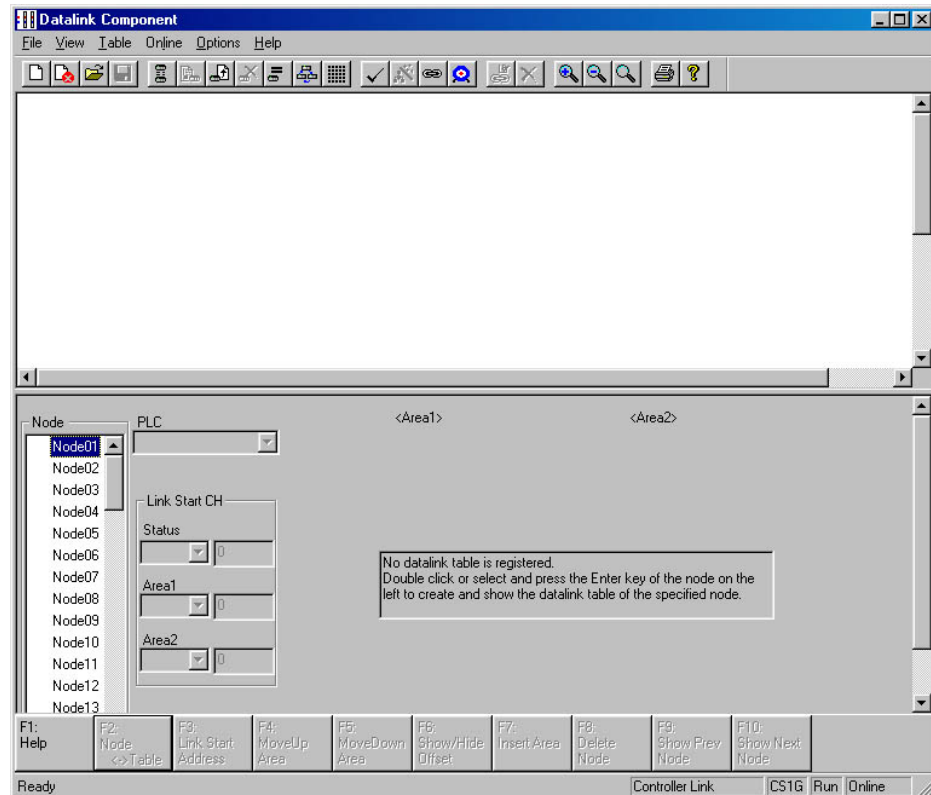 Datalink Component
File View Table Online Options Help
<Area1> <Area2>
Node PLC
Node01
Node02
Node03
Node04
Node05
Node06
Node07
Node08
Node09
Node10
Node11
Node12
Node13
Link Start CH
Status
0
Area1
0
Area2
0
No datalink table is registered.
Double click or select and press the Enter key of the node on the
left to create and show the datalink table of the specified node.
F1:
Help
F2:
Node
<->Table
F3:
Link Start
Address
F4:
MoveUp
Area
F5:
MoveDown
Area
F6:
Show/Hide
Offset
F7:
Insert Area
F8:
Delete
Node
F9:
Show Prev
Node
F10:
Show Next
Node
Ready Controller Link CS1G Run Online